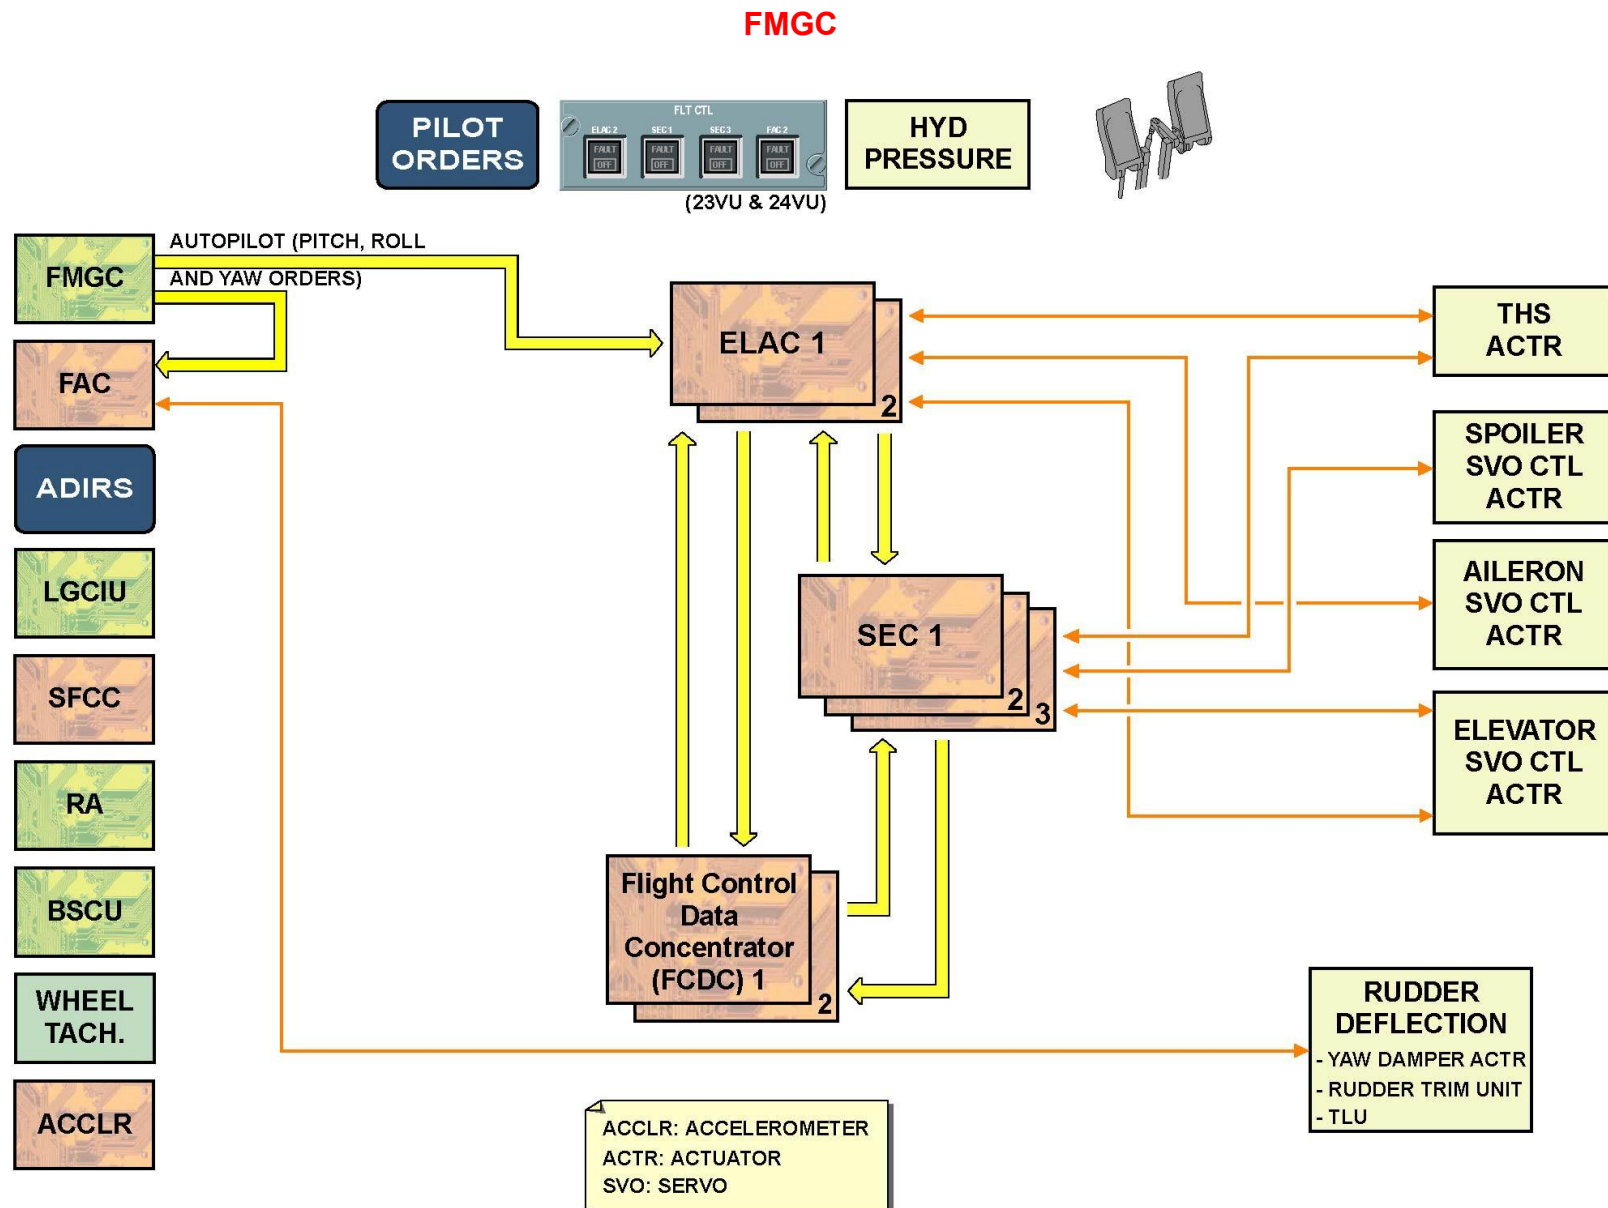 FMGC
PILOT
ORDERS
FLT CTL
ELAC 2 SEC 1 SEC 3 FAC 2
FAULT FAULT FAULT FAULT
OFF OFF OFF OFF
(23VU & 24VU)
HYD
PRESSURE
FMGC
AUTOPILOT (PITCH, ROLL
AND YAW ORDERS)
FAC
ADIRS
LGCIU
SFCC
RA
BSCU
WHEEL
TACH.
ACCLR
ELAC 1
2
SEC 1
2
3
Flight Control
Data
Concentrator
(FCDC) 1
2
THS
ACTR
SPOILER
SVO CTL
ACTR
AILERON
SVO CTL
ACTR
ELEVATOR
SVO CTL
ACTR
RUDDER
DEFLECTION
- YAW DAMPER ACTR
- RUDDER TRIM UNIT
- TLU
ACCLR: ACCELEROMETER
ACTR: ACTUATOR
SVO: SERVO